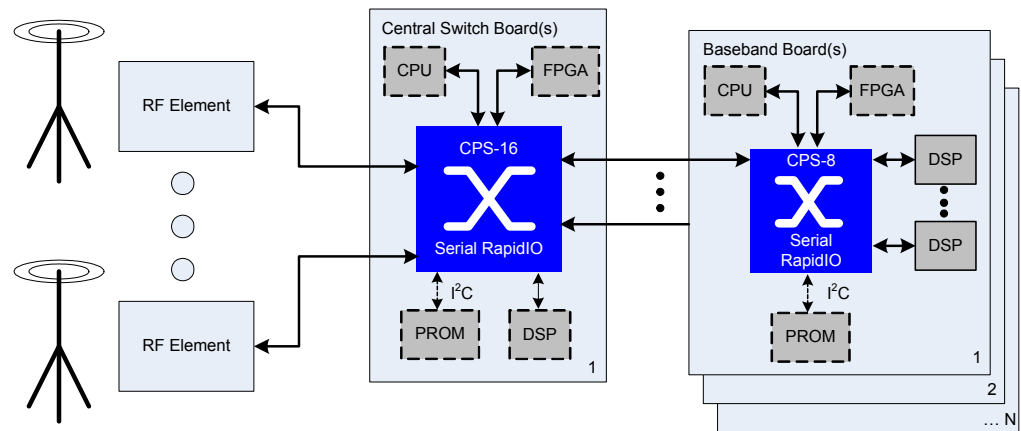 Central Switch Board(s)
CPU
FPGA
RF Element
CPS-16
Serial RapidIO
I²C
PROM
DSP
1
RF Element
Baseband Board(s)
CPU
FPGA
CPS-8
Serial
RapidIO
DSP
DSP
I²C
PROM
1
2
... N